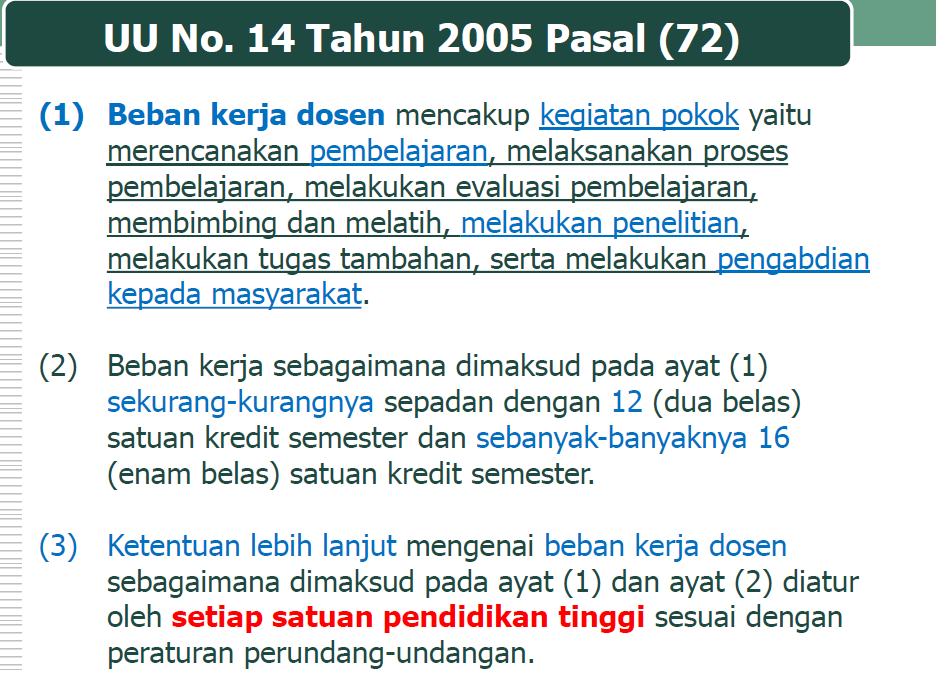 UU No. 14 Tahun 2005 Pasal (72)
(1) Beban kerja dosen mencakup kegiatan pokok yaitu
merencanakan pembelajaran, melaksanakan proses
pembelajaran, melakukan evaluasi pembelajaran,
membimbing dan melatih, melakukan penelitian,
melakukan tugas tambahan, serta melakukan pengabdian
kepada masyarakat.
(2) Beban kerja sebagaimana dimaksud pada ayat (1)
sekurang-kurangnya sepadan dengan 12 (dua belas)
satuan kredit semester dan sebanyak-banyaknya 16
(enam belas) satuan kredit semester.
(3) Ketentuan lebih lanjut mengenai beban kerja dosen
sebagaimana dimaksud pada ayat (1) dan ayat (2) diatur
oleh setiap satuan pendidikan tinggi sesuai dengan
peraturan perundang-undangan.